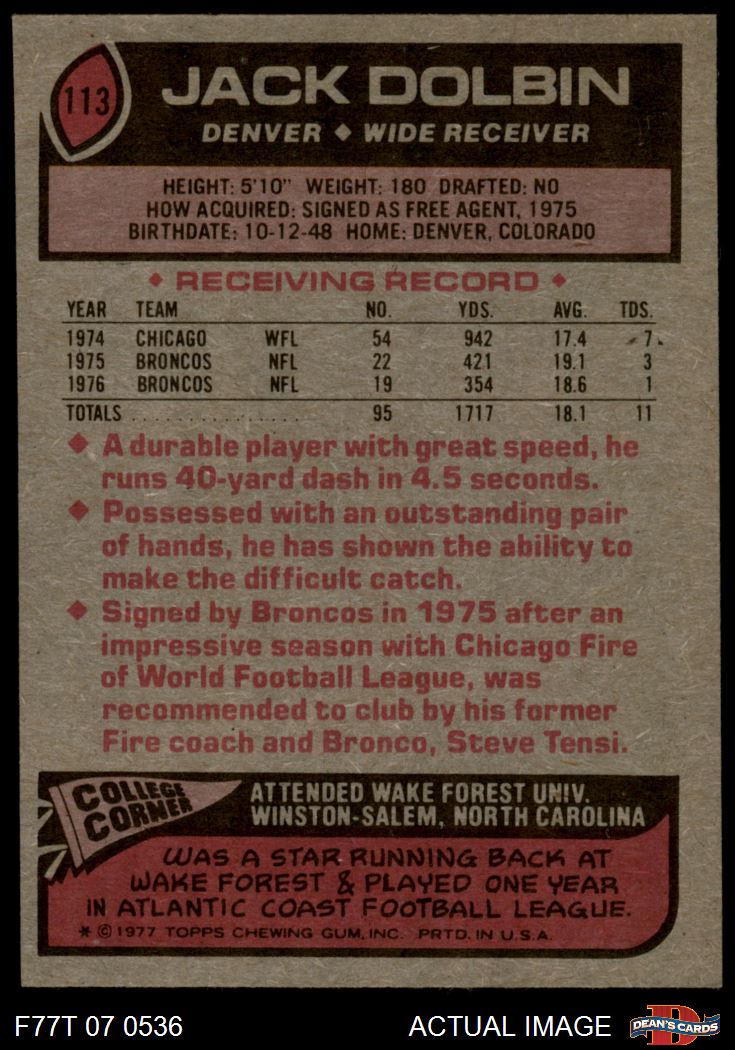 113
JACK DOLBIN
DENVER ◆ WIDE RECEIVER
HEIGHT: 5'10" WEIGHT: 180 DRAFTED: NO
HOW ACQUIRED: SIGNED AS FREE AGENT, 1975
BIRTHDATE: 10-12-48 HOME: DENVER, COLORADO
◆ RECEIVING RECORD ◆
YEAR TEAM NO. YDS. AVG. TDS.
1974 CHICAGO WFL 54 942 17.4 7
1975 BRONCOS NFL 22 421 19.1 3
1976 BRONCOS NFL 19 354 18.6 1
TOTALS . . . . . . . . . . . . . . . . 95 1717 18.1 11
◆ A durable player with great speed, he
runs 40-yard dash in 4.5 seconds.
◆ Possessed with an outstanding pair
of hands, he has shown the ability to
make the difficult catch.
◆ Signed by Broncos in 1975 after an
impressive season with Chicago Fire
of World Football League, was
recommended to club by his former
Fire coach and Bronco, Steve Tensi.
COLLEGE
CORNER
ATTENDED WAKE FOREST UNIV.
WINSTON-SALEM, NORTH CAROLINA
WAS A STAR RUNNING BACK AT
WAKE FOREST & PLAYED ONE YEAR
IN ATLANTIC COAST FOOTBALL LEAGUE.
* © 1977 TOPPS CHEWING GUM, INC. PRTD. IN U.S.A.
F77T 07 0536
ACTUAL IMAGE
D
DEAN'S CARDS